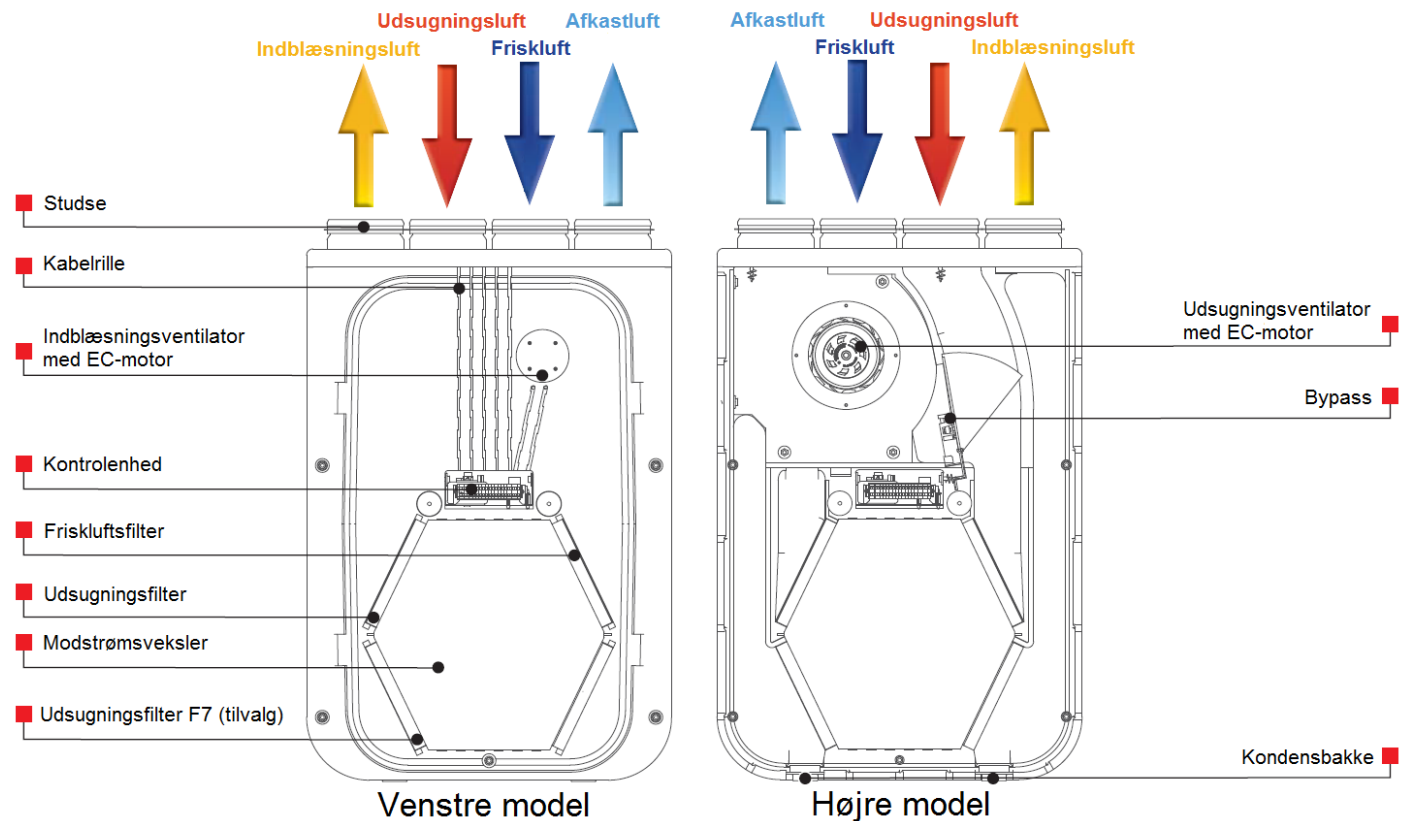 Udsugningsluft Afkastluft
Indblæsningsluft Friskluft
Afkastluft Udsugningsluft
Friskluft Indblæsningsluft
Studse
Kabelrille
Indblæsningsventilator
med EC-motor
Kontrolenhed
Friskluftsfilter
Udsugningsfilter
Modstrømsveksler
Udsugningsfilter F7 (tilvalg)
Udsugningsventilator
med EC-motor
Bypass
Kondensbakke
Venstre model
Højre model